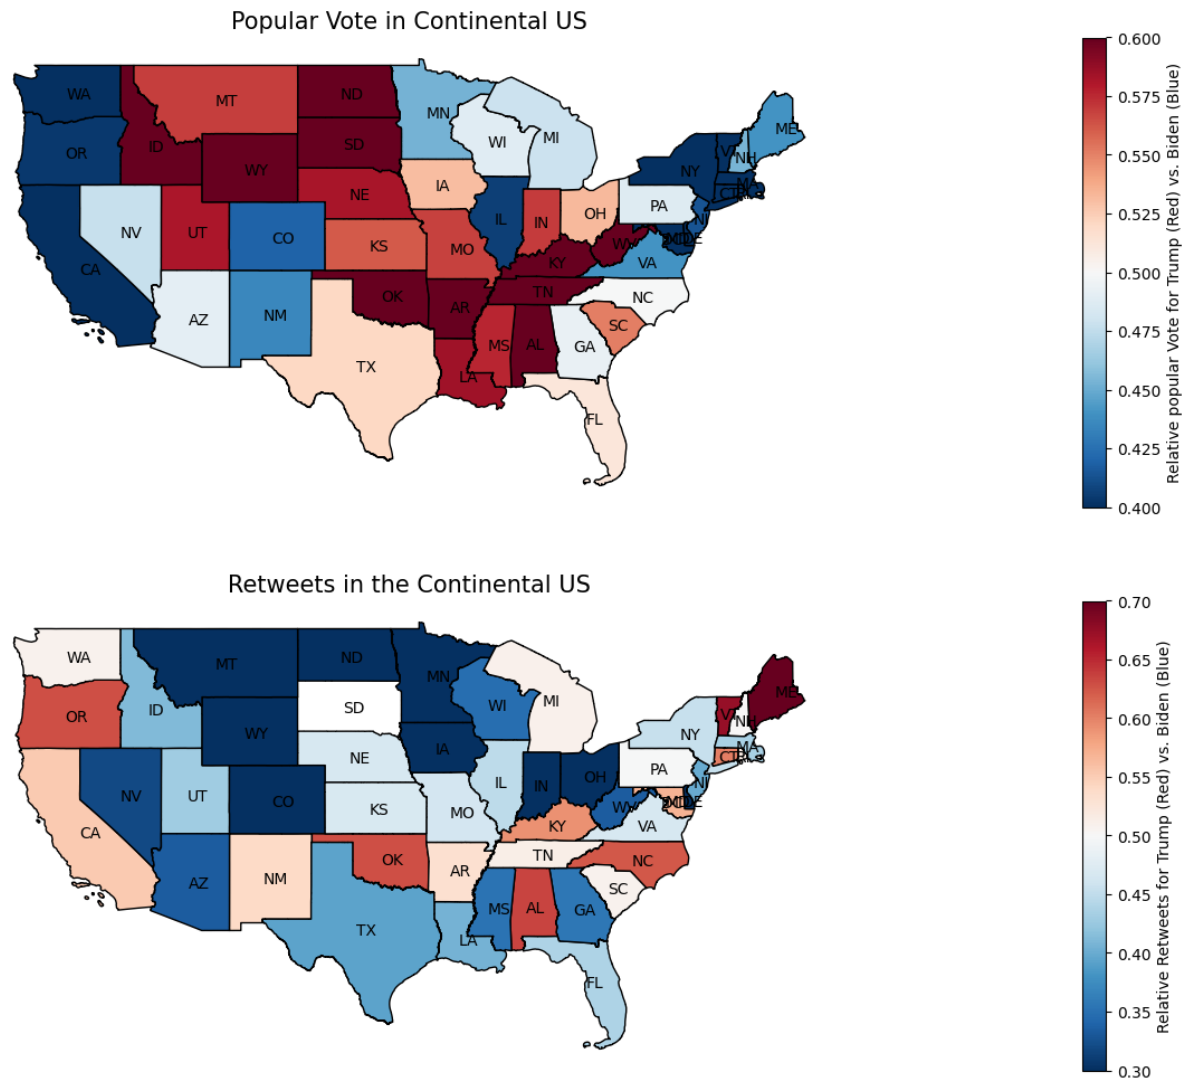 Popular Vote in Continental US
WA
MT
ND
MN
ME
OR
ID
SD
WI
MI
NH
WY
NY
MA
NE
IA
PA
NV
UT
CO
IL
IN
OH
KS
MO
WV
DE
CA
KY
VA
AZ
NM
OK
AR
TN
NC
SC
TX
MS
AL
GA
LA
FL
0.600
0.575
0.550
0.525
0.500
0.475
0.450
0.425
0.400
Relative popular Vote for Trump (Red) vs. Biden (Blue)
Retweets in the Continental US
WA
MT
ND
MN
ME
OR
ID
SD
WI
MI
NH
WY
NY
MA
NE
IA
PA
NV
UT
CO
IL
IN
OH
KS
MO
WV
MD
DE
CA
KY
VA
AZ
NM
OK
AR
TN
NC
SC
TX
MS
AL
GA
LA
FL
0.70
0.65
0.60
0.55
0.50
0.45
0.40
0.35
0.30
Relative Retweets for Trump (Red) vs. Biden (Blue)